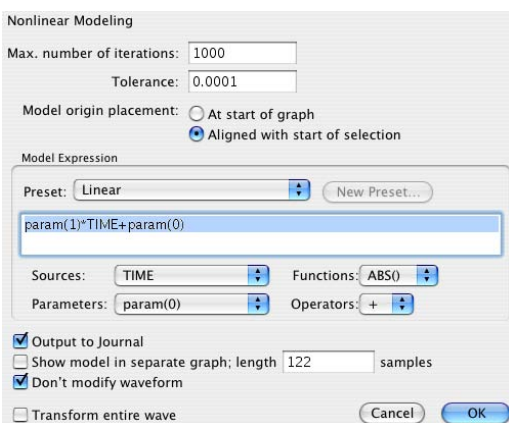 Nonlinear Modeling
Max. number of iterations: 1000
Tolerance: 0.0001
Model origin placement: At start of graph
Aligned with start of selection
Model Expression
Preset: Linear New Preset...
param(1)*TIME+param(0)
Sources: TIME Functions: ABS()
Parameters: param(0) Operators: +
Output to Journal
Show model in separate graph; length 122 samples
Don't modify waveform
Transform entire wave Cancel OK